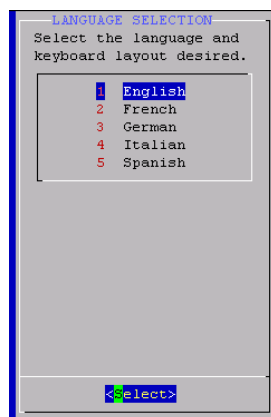 LANGUAGE SELECTION
Select the language and
keyboard layout desired.
1 English
2 French
3 German
4 Italian
5 Spanish
<Select>